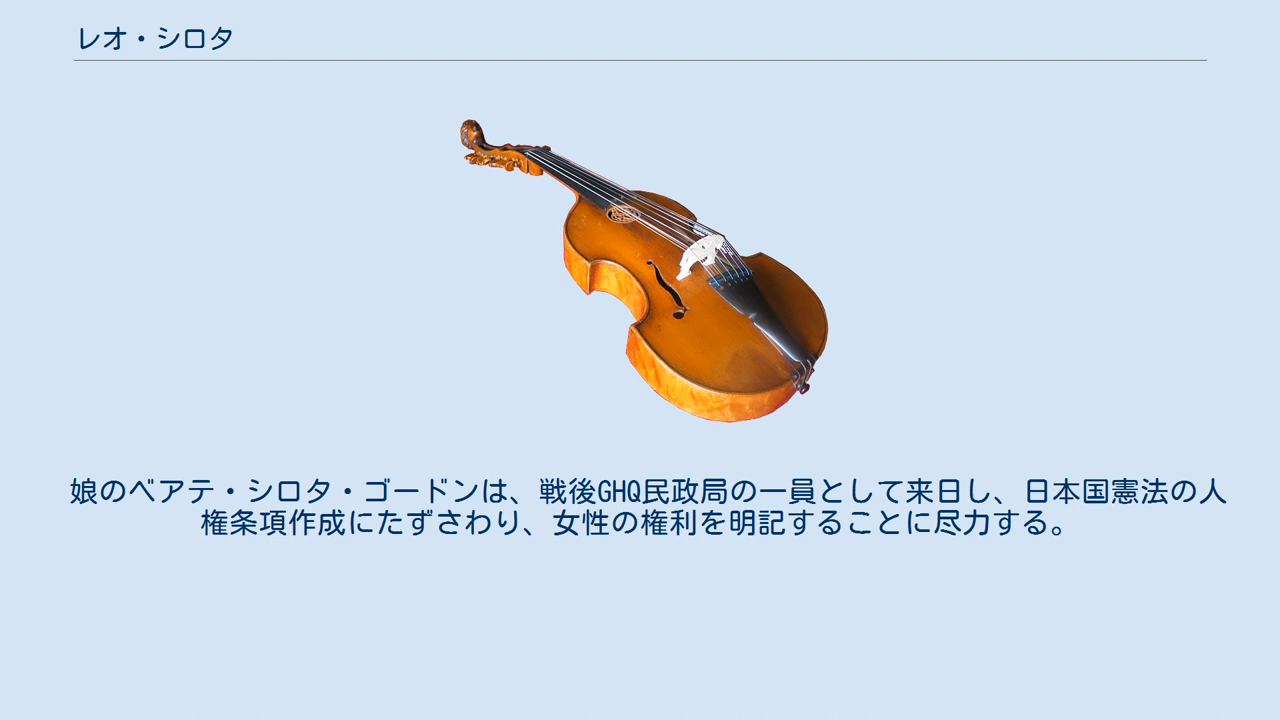 レオ・シロタ
娘のベアテ・シロタ・ゴードンは、戦後GHQ民政局の一員として来日し、日本国憲法の人
権条項作成にたずさわり、女性の権利を明記することに尽力する。